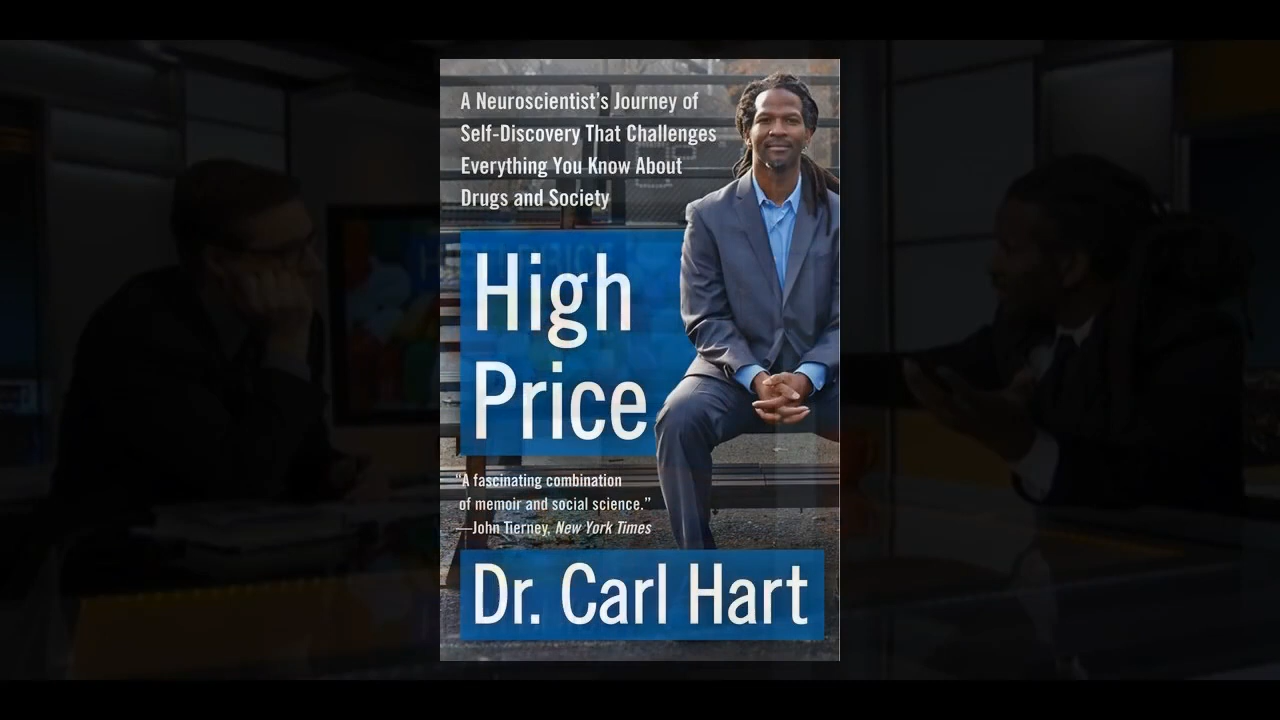 A Neuroscientist's Journey of
Self-Discovery That Challenges
Everything You Know About
Drugs and Society
High
Price
“A fascinating combination
of memoir and social science.”
—John Tierney, New York Times
Dr. Carl Hart